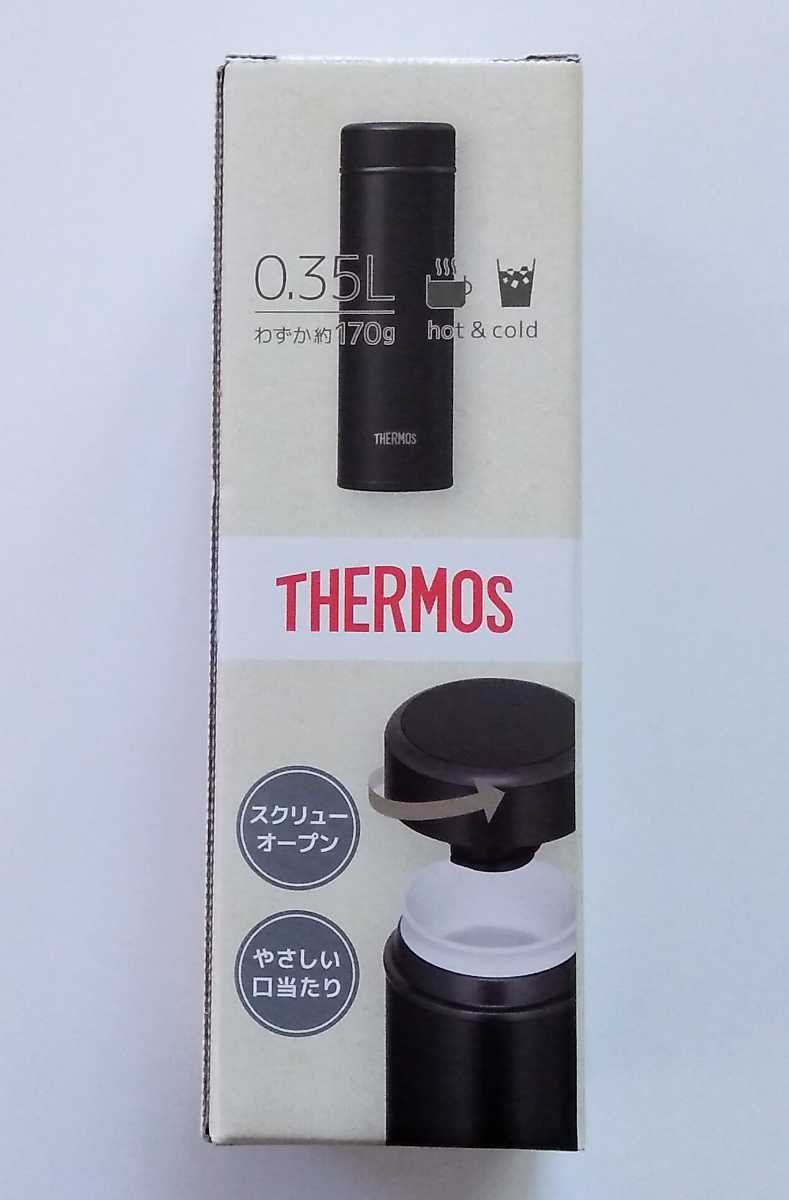 0.35L
わずか約170g
hot & cold
THERMOS
THERMOS
スクリュー
オープン
やさしい
口当たり